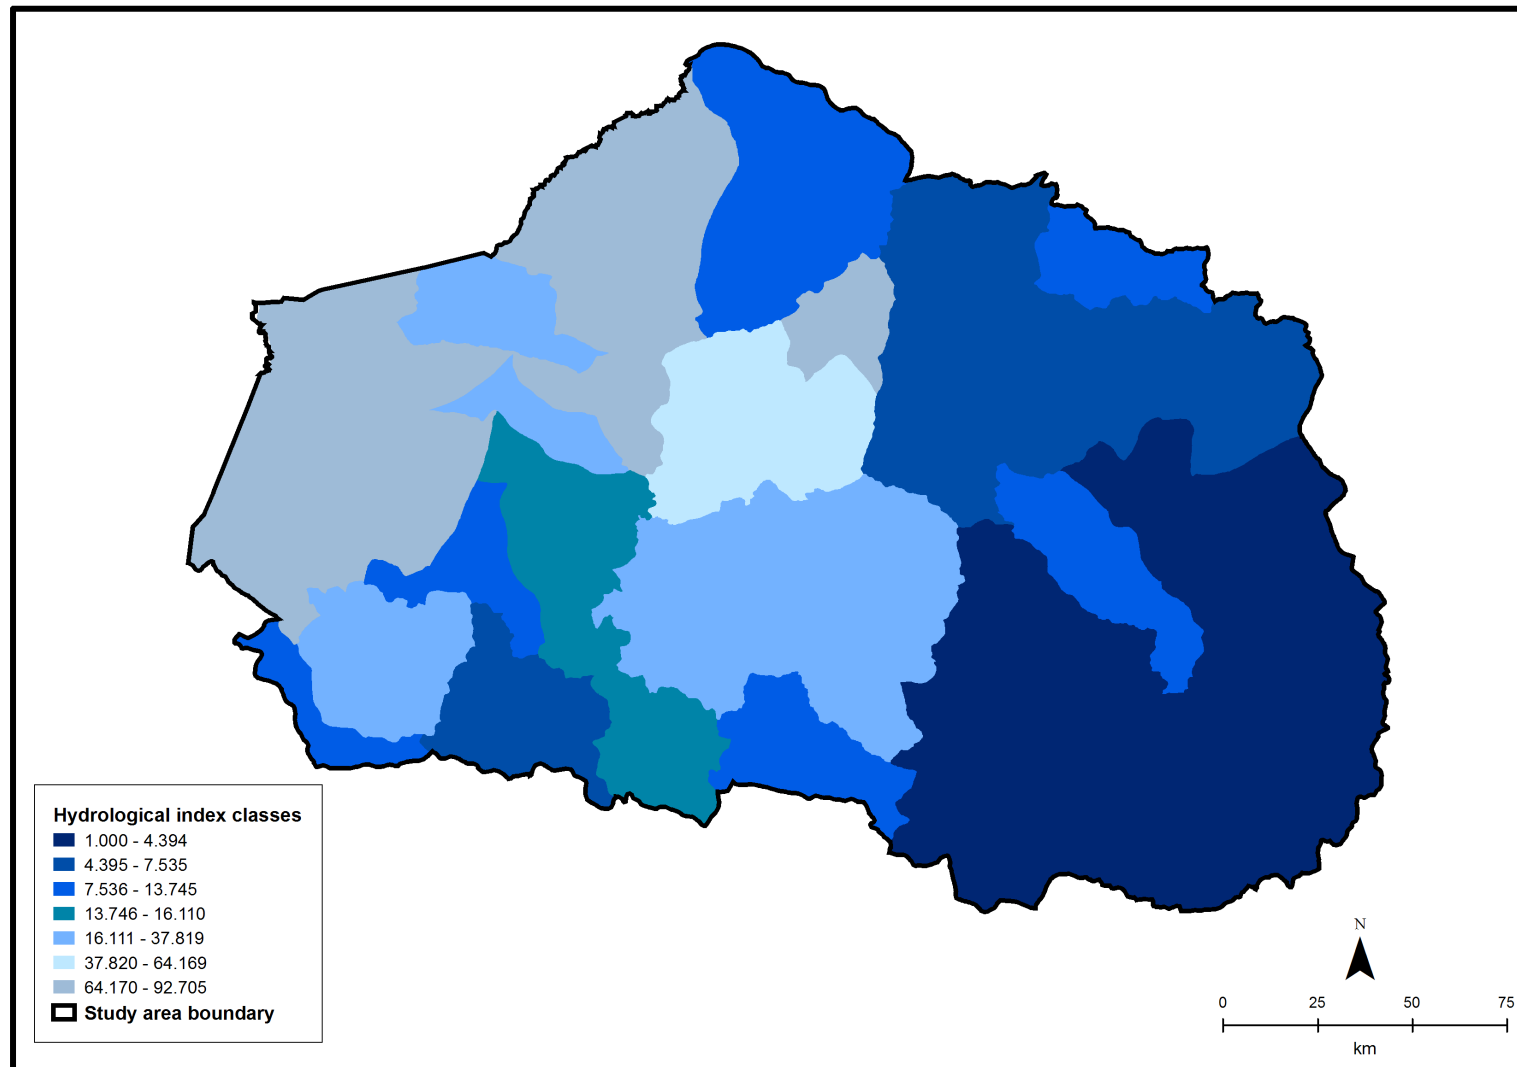 Hydrological index classes
1.000 - 4.394
4.395 - 7.535
7.536 - 13.745
13.746 - 16.110
16.111 - 37.819
37.820 - 64.169
64.170 - 92.705
Study area boundary
N
0 25 50 75
km